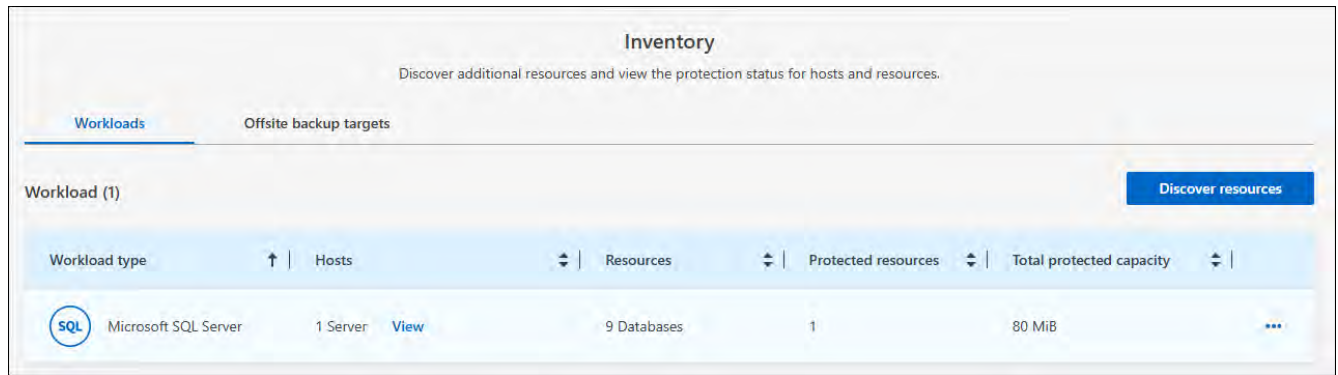 Inventory
Discover additional resources and view the protection status for hosts and resources.
Workloads Offsite backup targets
Workload (1) Discover resources
Workload type Hosts Resources Protected resources Total protected capacity
SQL Microsoft SQL Server 1 Server View 9 Databases 1 80 MiB